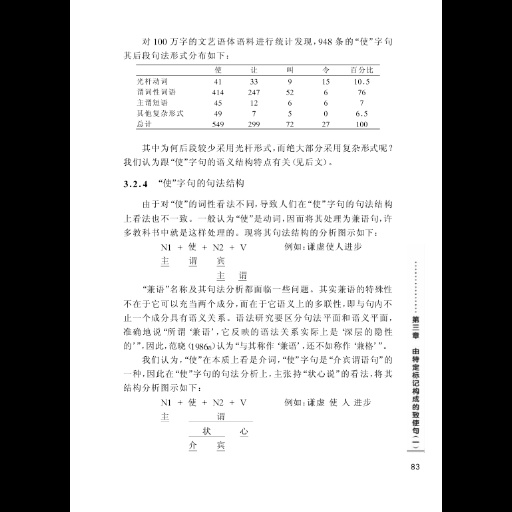 对 100 万字的文艺语体语料进行统计发现,948 条的“使”字句
其后段句法形式分布如下:
使 让 叫 令 百分比
光杆动词 41 33 9 15 10.5
谓词性词语 414 247 52 6 76
主谓短语 45 12 6 6 7
其他复杂形式 49 7 5 0 6.5
总计 549 299 72 27 100
其中为何后段较少采用光杆形式,而绝大部分采用复杂形式呢?
我们认为跟“使”字句的语义结构特点有关(见后文)。
3.2.4 “使”字句的句法结构
由于对“使”的词性看法不同,导致人们在“使”字句的句法结构
上看法也不一致。一般认为“使”是动词,因而将其处理为兼语句,许
多教科书中就是这样处理的。现将其句法结构的分析图示如下:
N1 + 使 + N2 + V 例如:谦虚使人进步
主 谓 宾
主 谓
“兼语”名称及其句法分析都面临一些问题。其实兼语的特殊性
不在于它可以充当两个成分,而在于它语义上的多联性,即与句内不
止一个成分具有语义关系。语法研究要区分句法平面和语义平面,
准确地说“所谓‘兼语’,它反映的语法关系实际上是‘深层的隐性
的’”,因此,范晓(1986a)认为“与其称作‘兼语’,还不如称作‘兼格’”。
我们认为,“使”在本质上看是介词,“使”字句是“介宾谓语句”的
一种,因此在“使”字句的句法分析上,主张持“状心说”的看法,将其
结构分析图示如下:
N1 + 使 + N2 + V 例如:谦虚 使 人 进步
主 谓
状 心
介 宾
第三章 由特定标记构成的致使句(一)
83